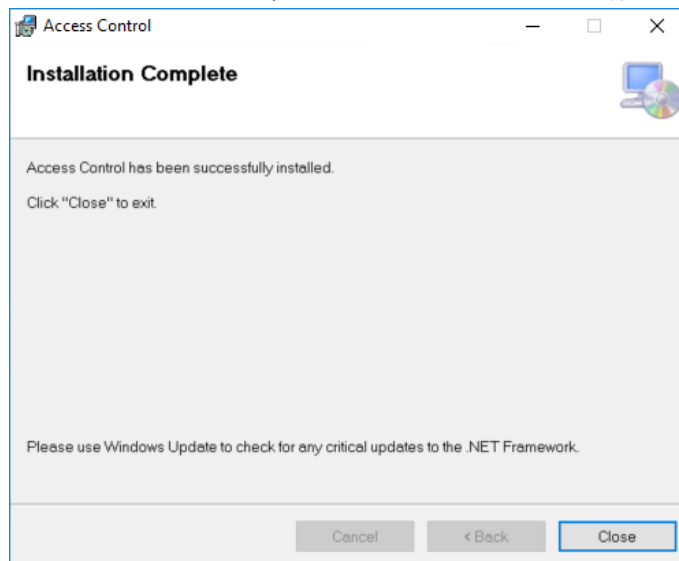 Access Control
Installation Complete
Access Control has been successfully installed.
Click "Close" to exit.
Please use Windows Update to check for any critical updates to the .NET Framework.
Cancel
< Back
Close